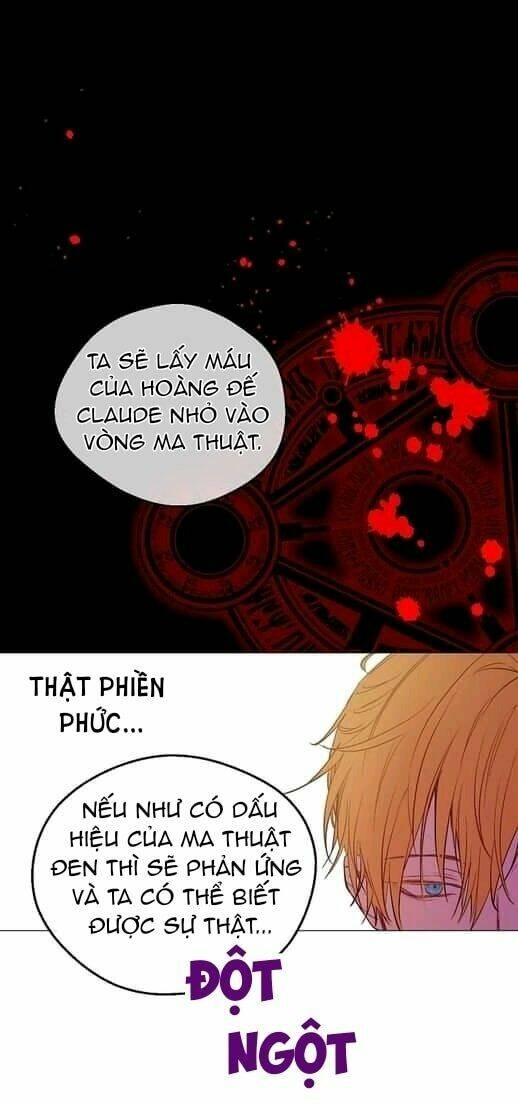 TA SẼ LẤY MÁU
CỦA HOÀNG ĐẾ
CLAUDE NHỎ VÀO
VÒNG MA THUẬT.
THẬT PHIỀN
PHỨC...
NẾU NHƯ CÓ DẤU
HIỆU CỦA MA THUẬT
ĐEN THÌ SẼ PHẢN ỨNG
VÀ TA CÓ THỂ BIẾT
ĐƯỢC SỰ THẬT...
ĐỘT
NGỘT